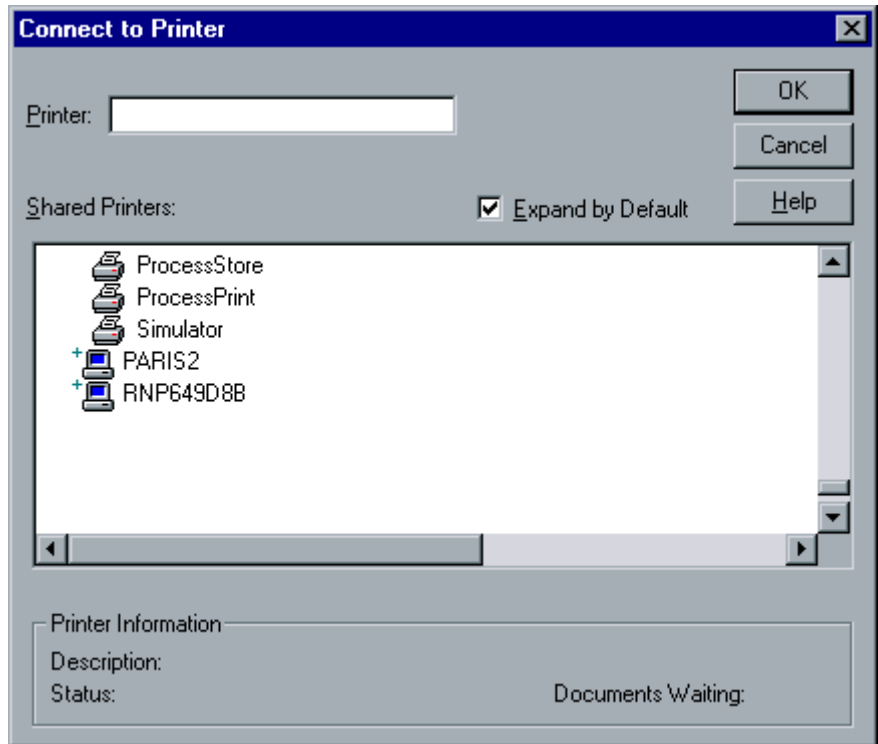 Connect to Printer
Printer:
OK
Cancel
Shared Printers:
Expand by Default
Help
ProcessStore
ProcessPrint
Simulator
PARIS2
RNP649D8B
Printer Information
Description:
Status:
Documents Waiting: